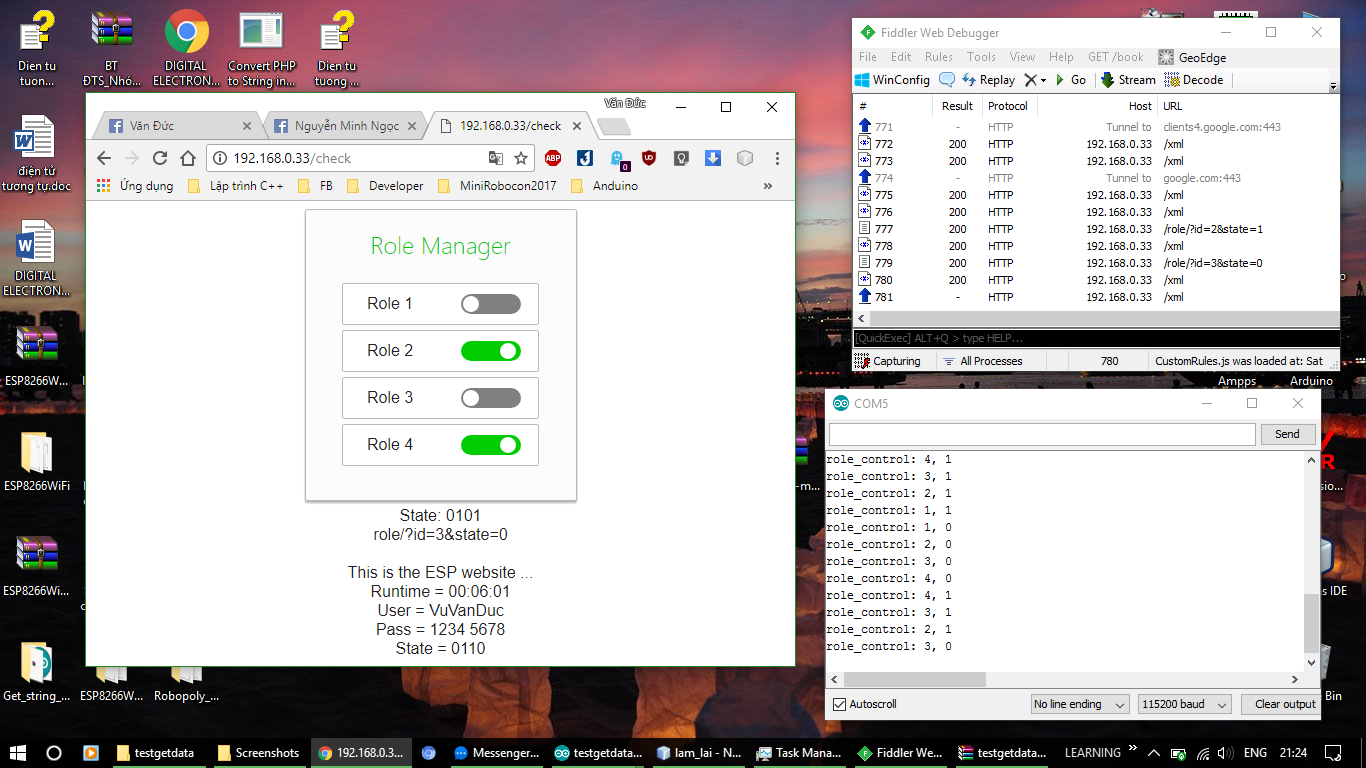 Dien tu
tuon...
BT
ĐTS_Nhó...
DIGITAL
ELECTRON...
Convert PHP
to String in...
Dien tu
tuong ...
điện tử
tương tự.doc
DIGITAL
ELECTRON...
ESP8266W...
ESP8266WiFi
ESP8266Wi...
Get_string_...
ESP8266W...
Robopoly_...
Văn Đức
Văn Đức
Nguyễn Minh Ngọc
192.168.0.33/check
192.168.0.33/check
ABP
0
Ứng dụng
Lập trình C++
FB
Developer
MiniRobocon2017
Anduino
»
Role Manager
Role 1
Role 2
Role 3
Role 4
State: 0101
role/?id=3&state=0
This is the ESP website ...
Runtime = 00:06:01
User = VuVanDuc
Pass = 1234 5678
State = 0110
Fiddler Web Debugger
File Edit Rules Tools View Help GET /book GeoEdge
WinConfig Replay Go Stream Decode
# Result Protocol Host URL
771 - HTTP Tunnel to clients4.google.com:443
772 200 HTTP 192.168.0.33 /xml
773 200 HTTP 192.168.0.33 /xml
774 - HTTP Tunnel to google.com:443
775 200 HTTP 192.168.0.33 /xml
776 200 HTTP 192.168.0.33 /xml
777 200 HTTP 192.168.0.33 /role/?id=2&state=1
778 200 HTTP 192.168.0.33 /xml
779 200 HTTP 192.168.0.33 /role/?id=3&state=0
780 200 HTTP 192.168.0.33 /xml
781 - HTTP 192.168.0.33 /xml
[QuickExec] ALT+Q > type HELP...
Capturing All Processes 780 CustomRules.js was loaded at: Sat
Ampps
Arduino
COM5
Send
role_control: 4, 1
role_control: 3, 1
role_control: 2, 1
role_control: 1, 1
role_control: 1, 0
role_control: 2, 0
role_control: 3, 0
role_control: 4, 0
role_control: 4, 1
role_control: 3, 1
role_control: 2, 1
role_control: 3, 0
Autoscroll
No line ending
115200 baud
Clear output
-m...
sio...
s IDE
Bin
testgetdata
Screenshots
192.168.0.3...
Messenger...
testgetdata...
lam_lai - N...
Task Mana...
Fiddler We...
testgetdata...
LEARNING
»
ENG
21:24